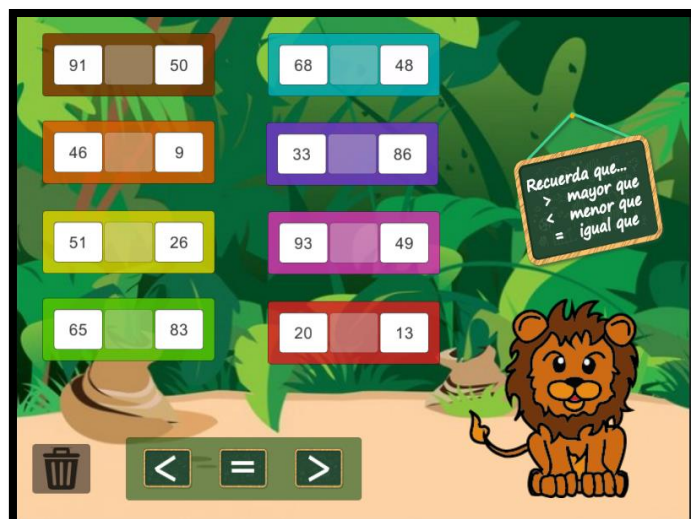 91 50
68 48
46 9
33 86
51 26
93 49
65 83
20 13
Recuerda que...
> mayor que
< menor que
= igual que
< = >